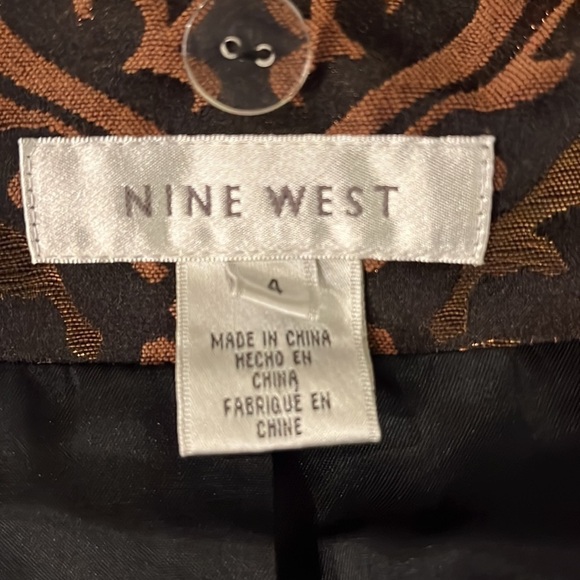 NINE WEST
4
MADE IN CHINA
HECHO EN
CHINA
FABRIQUE EN
CHINE